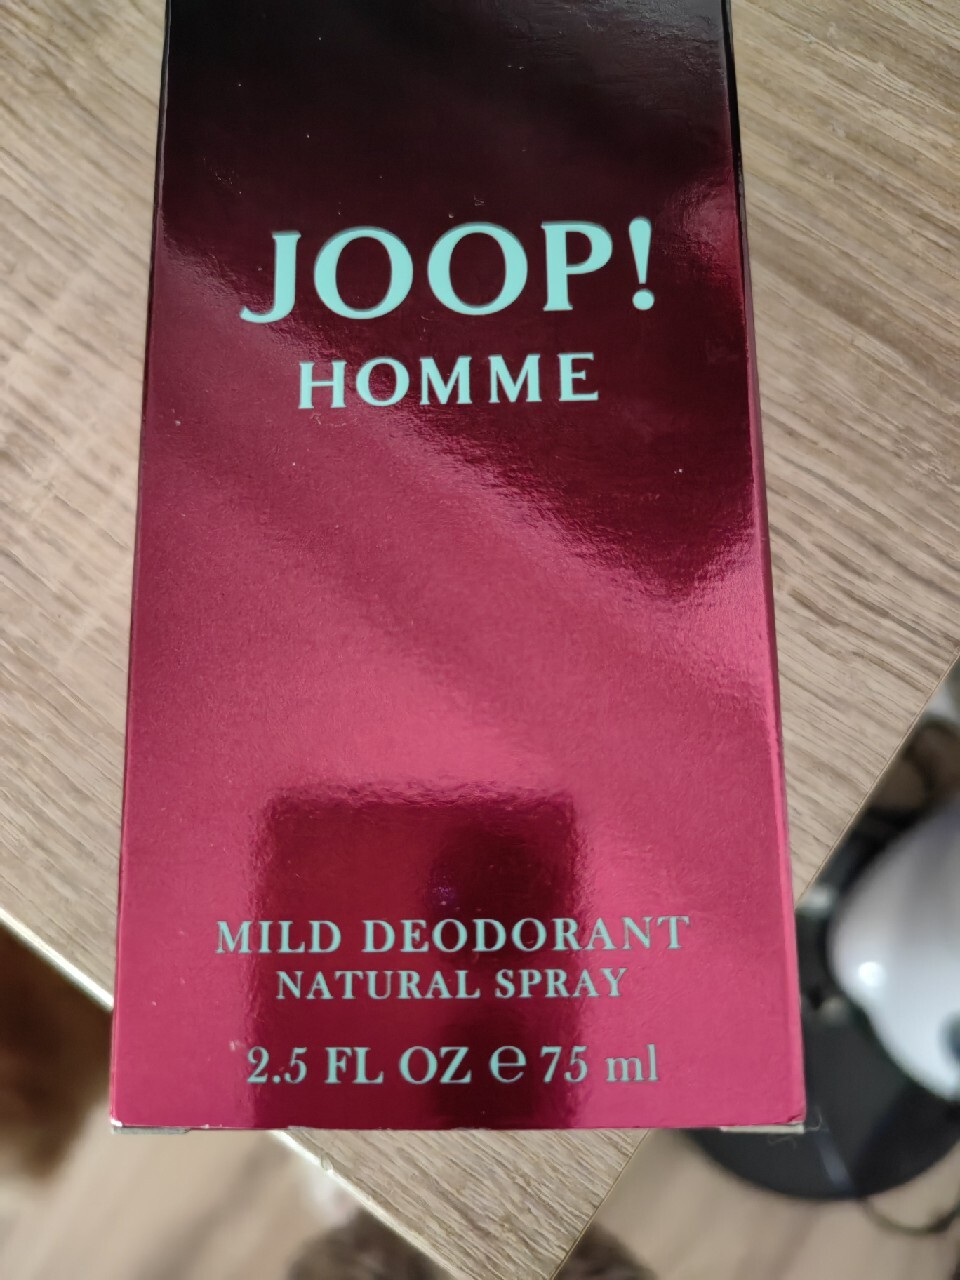 JOOP!
HOMME
MILD DEODORANT
NATURAL SPRAY
2.5 FL OZ ℮ 75 ml